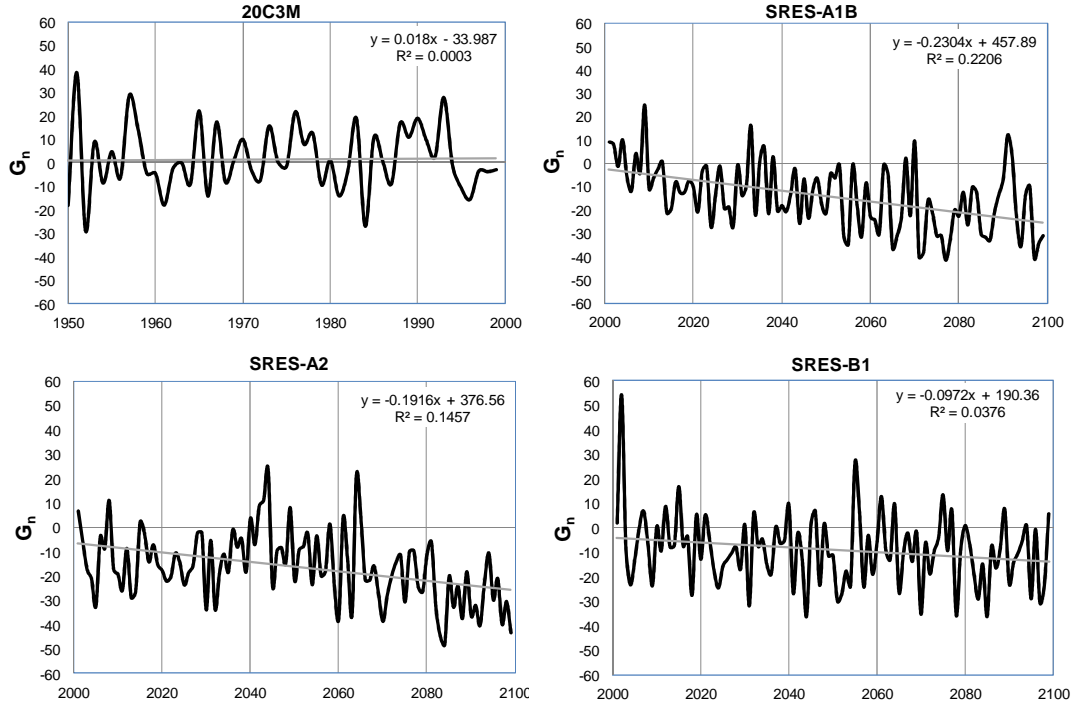 20C3M
60
50
40
30
20
10
0
-10
-20
-30
-40
-50
-60
Gn
y = 0.018x - 33.987
R² = 0.0003
1950 1960 1970 1980 1990 2000
SRES-A1B
60
50
40
30
20
10
0
-10
-20
-30
-40
-50
-60
y = -0.2304x + 457.89
R² = 0.2206
2000 2020 2040 2060 2080 2100
SRES-A2
60
50
40
30
20
10
0
-10
-20
-30
-40
-50
-60
Gn
y = -0.1916x + 376.56
R² = 0.1457
2000 2020 2040 2060 2080 2100
SRES-B1
60
50
40
30
20
10
0
-10
-20
-30
-40
-50
-60
Gn
y = -0.0972x + 190.36
R² = 0.0376
2000 2020 2040 2060 2080 2100